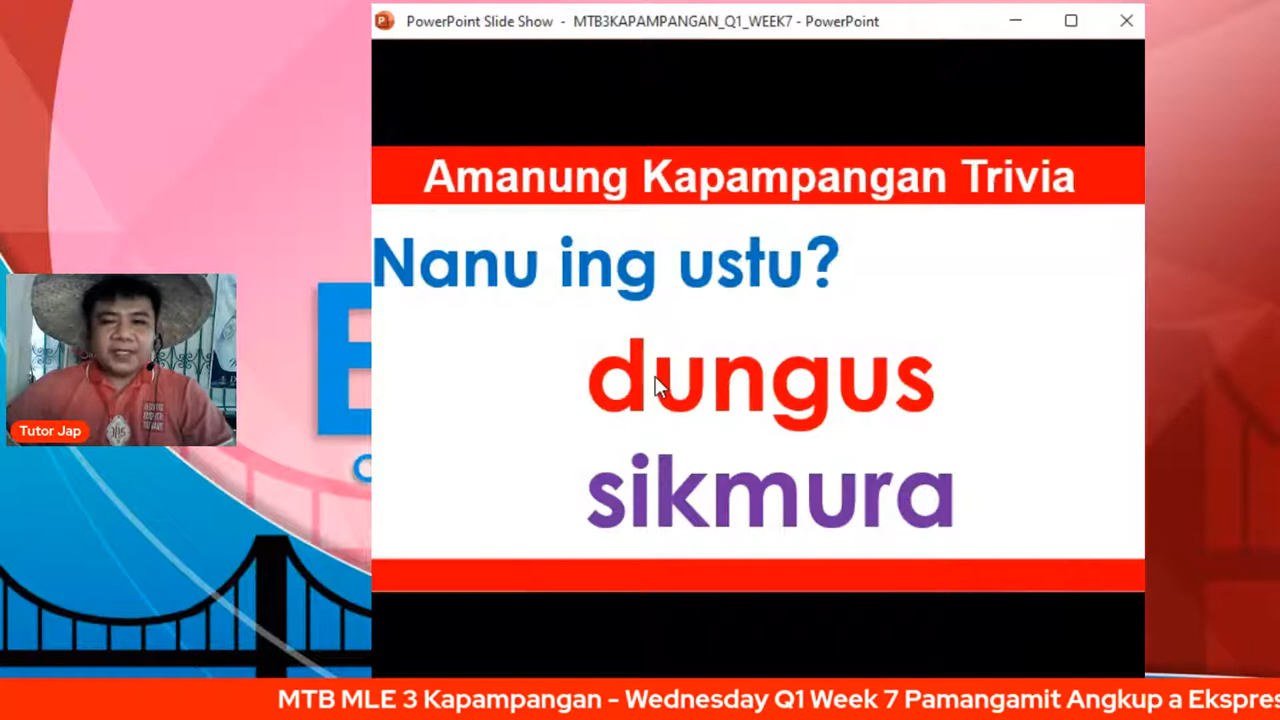 PowerPoint Slide Show - MTB3KAPAMPANGAN_Q1_WEEK7 - PowerPoint
Amanung Kapampangan Trivia
Nanu ing ustu?
dungus
sikmura
Tutor Jap
MTB MLE 3 Kapampangan - Wednesday Q1 Week 7 Pamangamit Angkup a Ekspres